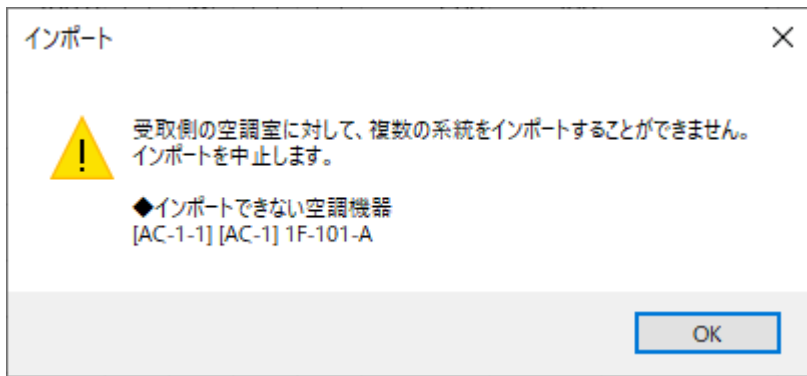 インポート
受取側の空調室に対して、複数の系統をインポートすることができません。
インポートを中止します。
◆インポートできない空調機器
[AC-1-1] [AC-1] 1F-101-A
OK